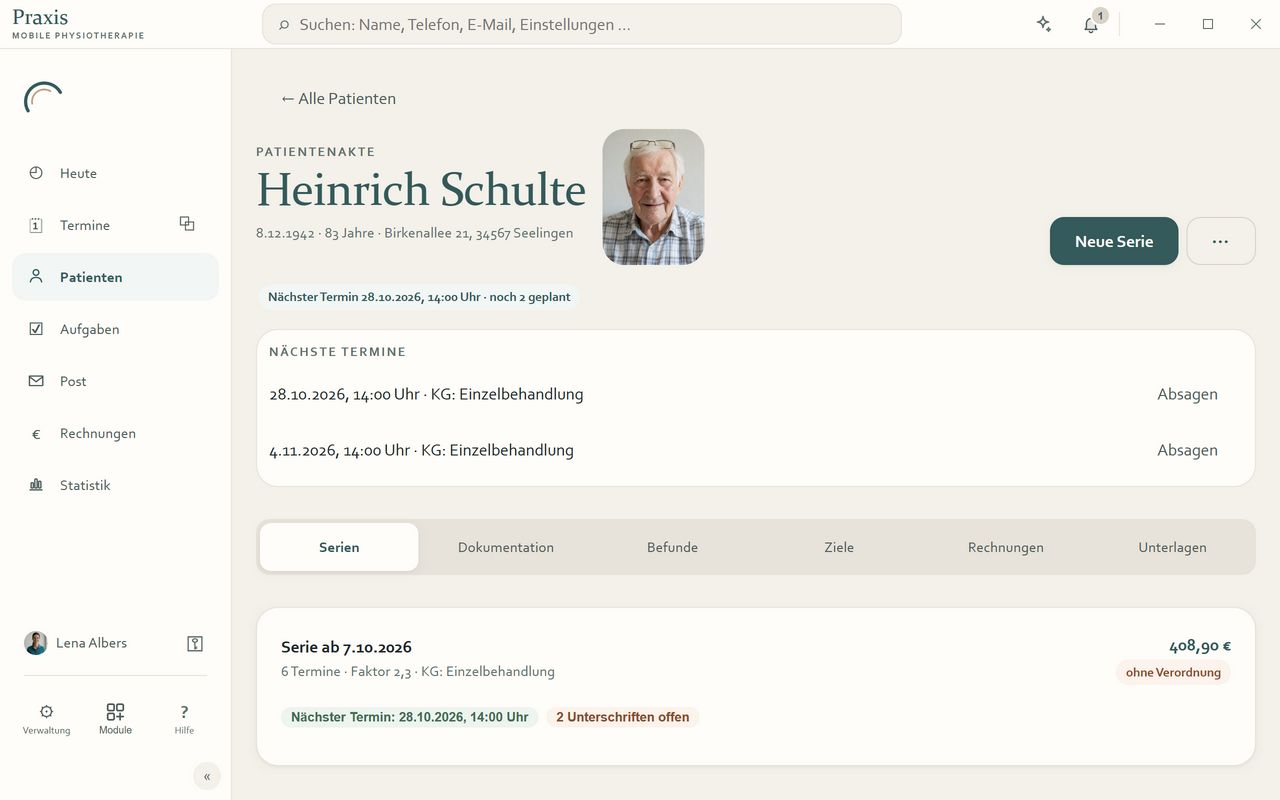 Praxis
MOBILE PHYSIOTHERAPIE
Suchen: Name, Telefon, E-Mail, Einstellungen ...
1
Heute
1 Termine
Patienten
Aufgaben
Post
€ Rechnungen
Statistik
Lena Albers
Verwaltung
Module
? Hilfe
«
← Alle Patienten
PATIENTENAKTE
Heinrich Schulte
8.12.1942 · 83 Jahre · Birkenallee 21, 34567 Seelingen
Neue Serie
...
Nächster Termin 28.10.2026, 14:00 Uhr · noch 2 geplant
NÄCHSTE TERMINE
28.10.2026, 14:00 Uhr · KG: Einzelbehandlung Absagen
4.11.2026, 14:00 Uhr · KG: Einzelbehandlung Absagen
Serien Dokumentation Befunde Ziele Rechnungen Unterlagen
Serie ab 7.10.2026 408,90 €
6 Termine · Faktor 2,3 · KG: Einzelbehandlung ohne Verordnung
Nächster Termin: 28.10.2026, 14:00 Uhr 2 Unterschriften offen